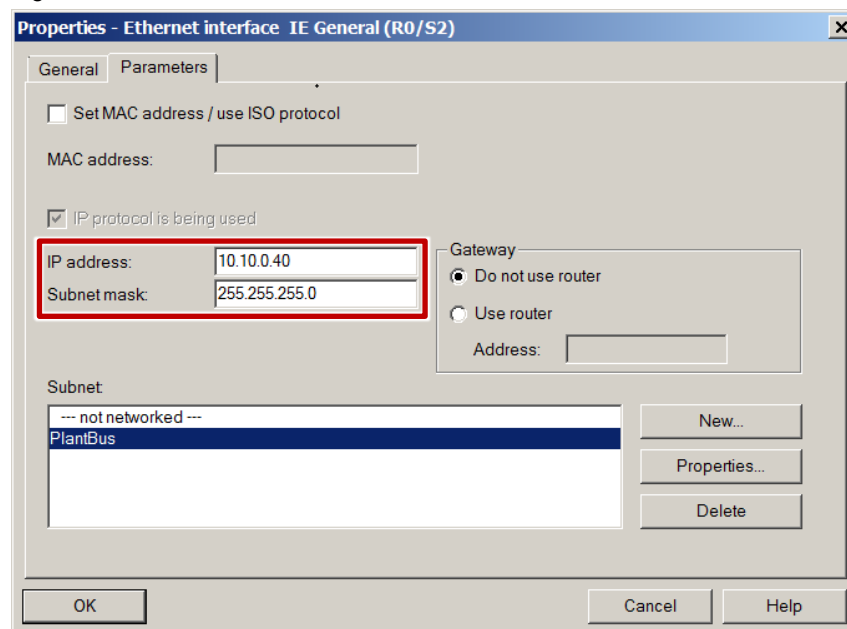 Properties - Ethernet interface IE General (R0/S2)
General Parameters
Set MAC address / use ISO protocol
MAC address:
IP protocol is being used
IP address: 10.10.0.40
Subnet mask: 255.255.255.0
Gateway
Do not use router
Use router
Address:
Subnet:
--- not networked ---
PlantBus
New...
Properties...
Delete
OK Cancel Help